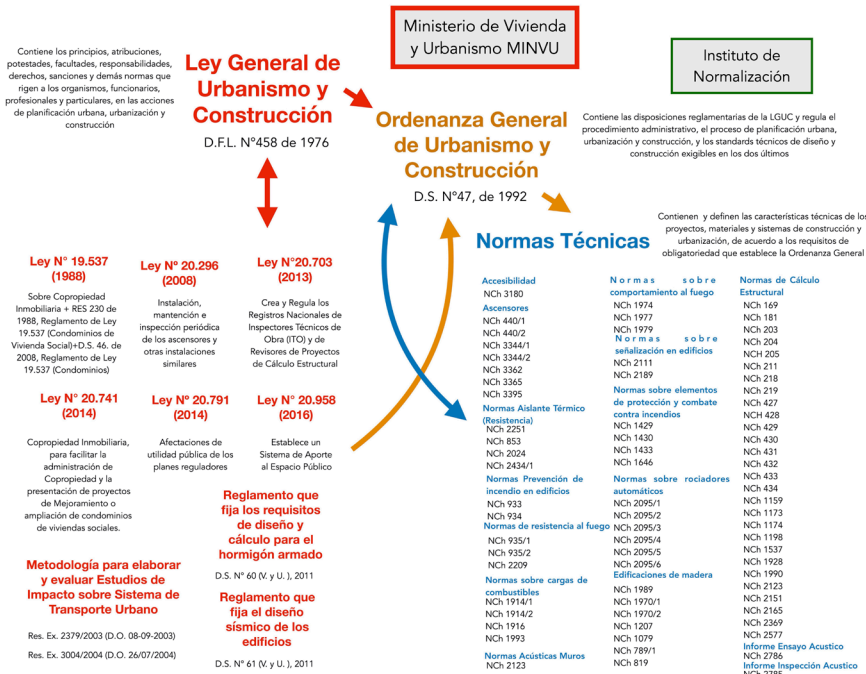 Ministerio de Vivienda
y Urbanismo MINVU
Instituto de
Normalización
Contiene los principios, atribuciones,
potestades, facultades, responsabilidades,
derechos, sanciones y demás normas que
rigen a los organismos, funcionarios,
profesionales y particulares, en las acciones
de planificación urbana, urbanización y
construcción
Ley General de
Urbanismo y
Construcción
D.F.L. N°458 de 1976
Ordenanza General
de Urbanismo y
Construcción
D.S. N°47, de 1992
Contiene las disposiciones reglamentarias de la LGUC y regula el
procedimiento administrativo, el proceso de planificación urbana,
urbanización y construcción, y los standards técnicos de diseño y
construcción exigibles en los dos últimos
Normas Técnicas
Contienen y definen las características técnicas de los
proyectos, materiales y sistemas de construcción y
urbanización, de acuerdo a los requisitos de
obligatoriedad que establece la Ordenanza General
Ley N° 19.537
(1988)
Sobre Copropiedad
Inmobiliaria + RES 230 de
1988, Reglamento de Ley
19.537 (Condominios de
Vivienda Social)+D.S. 46. de
2008, Reglamento de Ley
19.537 (Condominios)
Ley Nº 20.296
(2008)
Instalación,
mantención e
inspección periódica
de los ascensores y
otras instalaciones
similares
Ley N°20.703
(2013)
Crea y Regula los
Registros Nacionales de
Inspectores Técnicos de
Obra (ITO) y de
Revisores de Proyectos
de Cálculo Estructural
Ley N° 20.741
(2014)
Copropiedad Inmobiliaria,
para facilitar la
administración de
Copropiedad y la
presentación de proyectos
de Mejoramiento o
ampliación de condominios
de viviendas sociales.
Ley N° 20.791
(2014)
Afectaciones de
utilidad pública de los
planes reguladores
Ley N° 20.958
(2016)
Establece un
Sistema de Aporte
al Espacio Público
Reglamento que
fija los requisitos
de diseño y
cálculo para el
hormigón armado
D.S. N° 60 (V. y U. ), 2011
Metodología para elaborar
y evaluar Estudios de
Impacto sobre Sistema de
Transporte Urbano
Res. Ex. 2379/2003 (D.O. 08-09-2003)
Res. Ex. 3004/2004 (D.O. 26/07/2004)
Reglamento que
fija el diseño
sísmico de los
edificios
D.S. N° 61 (V. y U. ), 2011
Accesibilidad
NCh 3180
Ascensores
NCh 440/1
NCh 440/2
NCh 3344/1
NCh 3344/2
NCh 3362
NCh 3365
NCh 3395
Normas Aislante Térmico
(Resistencia)
NCh 2251
NCh 853
NCh 2024
NCh 2434/1
Normas Prevención de
incendio en edificios
NCh 933
NCh 934
Normas de resistencia al fuego
NCh 935/1
NCh 935/2
NCh 2209
Normas sobre cargas de
combustibles
NCh 1914/1
NCh 1914/2
NCh 1916
NCh 1993
Normas Acústicas Muros
NCh 2123
Normas sobre
comportamiento al fuego
NCh 1974
NCh 1977
NCh 1979
Normas sobre
señalización en edificios
NCh 2111
NCh 2189
Normas sobre elementos
de protección y combate
contra incendios
NCh 1429
NCh 1430
NCh 1433
NCh 1646
Normas sobre rociadores
automáticos
NCh 2095/1
NCh 2095/2
NCh 2095/3
NCh 2095/4
NCh 2095/5
NCh 2095/6
Edificaciones de madera
NCh 1989
NCh 1970/1
NCh 1970/2
NCh 1207
NCh 1079
NCh 789/1
NCh 819
Normas de Cálculo
Estructural
NCh 169
NCh 181
NCh 203
NCh 204
NCH 205
NCh 211
NCh 218
NCh 219
NCh 427
NCH 428
NCh 429
NCh 430
NCh 431
NCh 432
NCh 433
NCh 434
NCh 1159
NCh 1173
NCh 1174
NCh 1198
NCh 1537
NCh 1928
NCh 1990
NCh 2123
NCh 2151
NCh 2165
NCh 2369
NCh 2577
Informe Ensayo Acustico
NCh 2786
Informe Inspección Acustico
NCh 2785